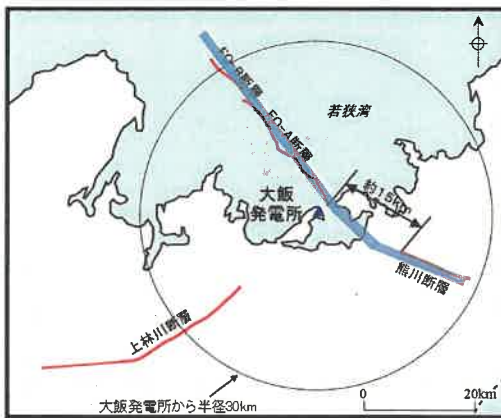 FO-B断層
FO-A断層
若狭湾
大飯
発電所
約15km
熊川断層
上林川断層
大飯発電所から半径30km
0 20km